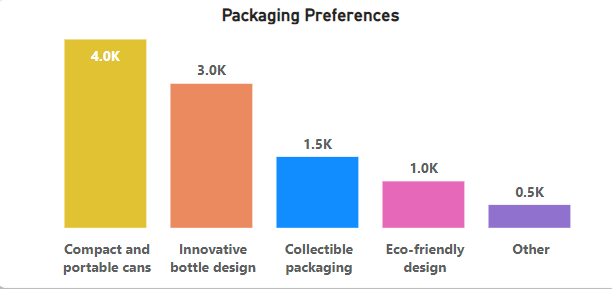 Packaging Preferences
4.0K
3.0K
1.5K
1.0K
0.5K
Compact and
portable cans
Innovative
bottle design
Collectible
packaging
Eco-friendly
design
Other